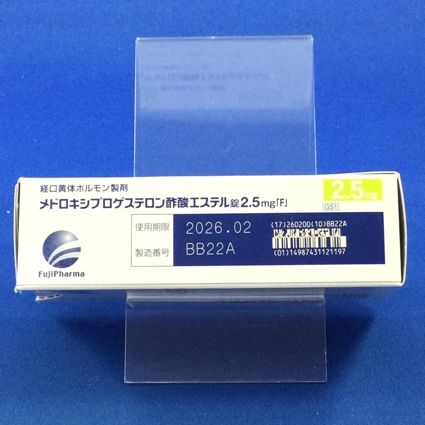 経口黄体ホルモン製剤
メドロキシプロゲステロン酢酸エステル錠2.5mg「F」
2.5mg
GS1
使用期限 2026.02
製造番号 BB22A
(17)260200(10)BB22A
(01)14987431121197
FujiPharma